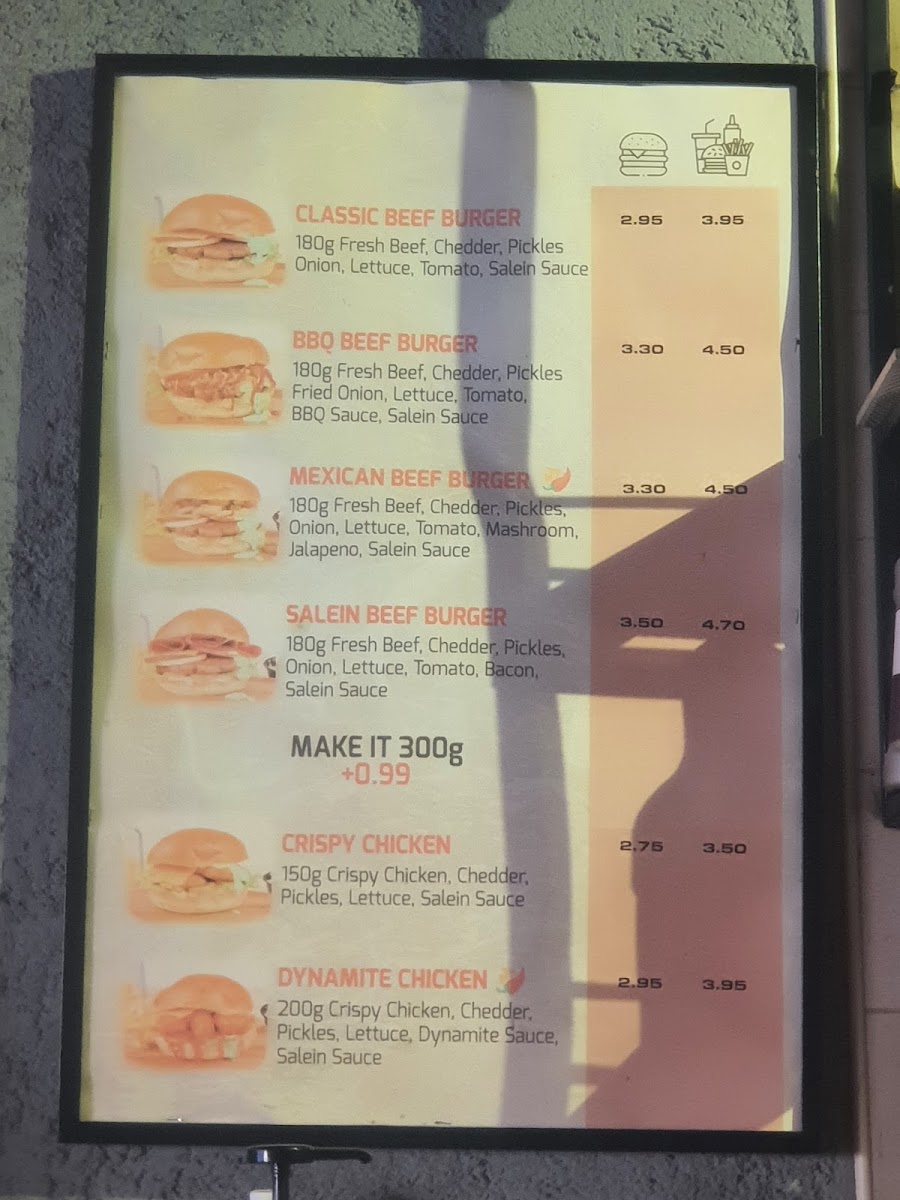 CLASSIC BEEF BURGER 2.95 3.95
180g Fresh Beef, Chedder, Pickles
Onion, Lettuce, Tomato, Salein Sauce
BBQ BEEF BURGER 3.30 4.50
180g Fresh Beef, Chedder, Pickles
Fried Onion, Lettuce, Tomato,
BBQ Sauce, Salein Sauce
MEXICAN BEEF BURGER 3.30 4.50
180g Fresh Beef, Chedder, Pickles,
Onion, Lettuce, Tomato, Mashroom,
Jalapeno, Salein Sauce
SALEIN BEEF BURGER 3.50 4.70
180g Fresh Beef, Chedder, Pickles,
Onion, Lettuce, Tomato, Bacon,
Salein Sauce
MAKE IT 300g
+0.99
CRISPY CHICKEN 2.75 3.50
150g Crispy Chicken, Chedder,
Pickles, Lettuce, Salein Sauce
DYNAMITE CHICKEN 2.95 3.95
200g Crispy Chicken, Chedder,
Pickles, Lettuce, Dynamite Sauce,
Salein Sauce